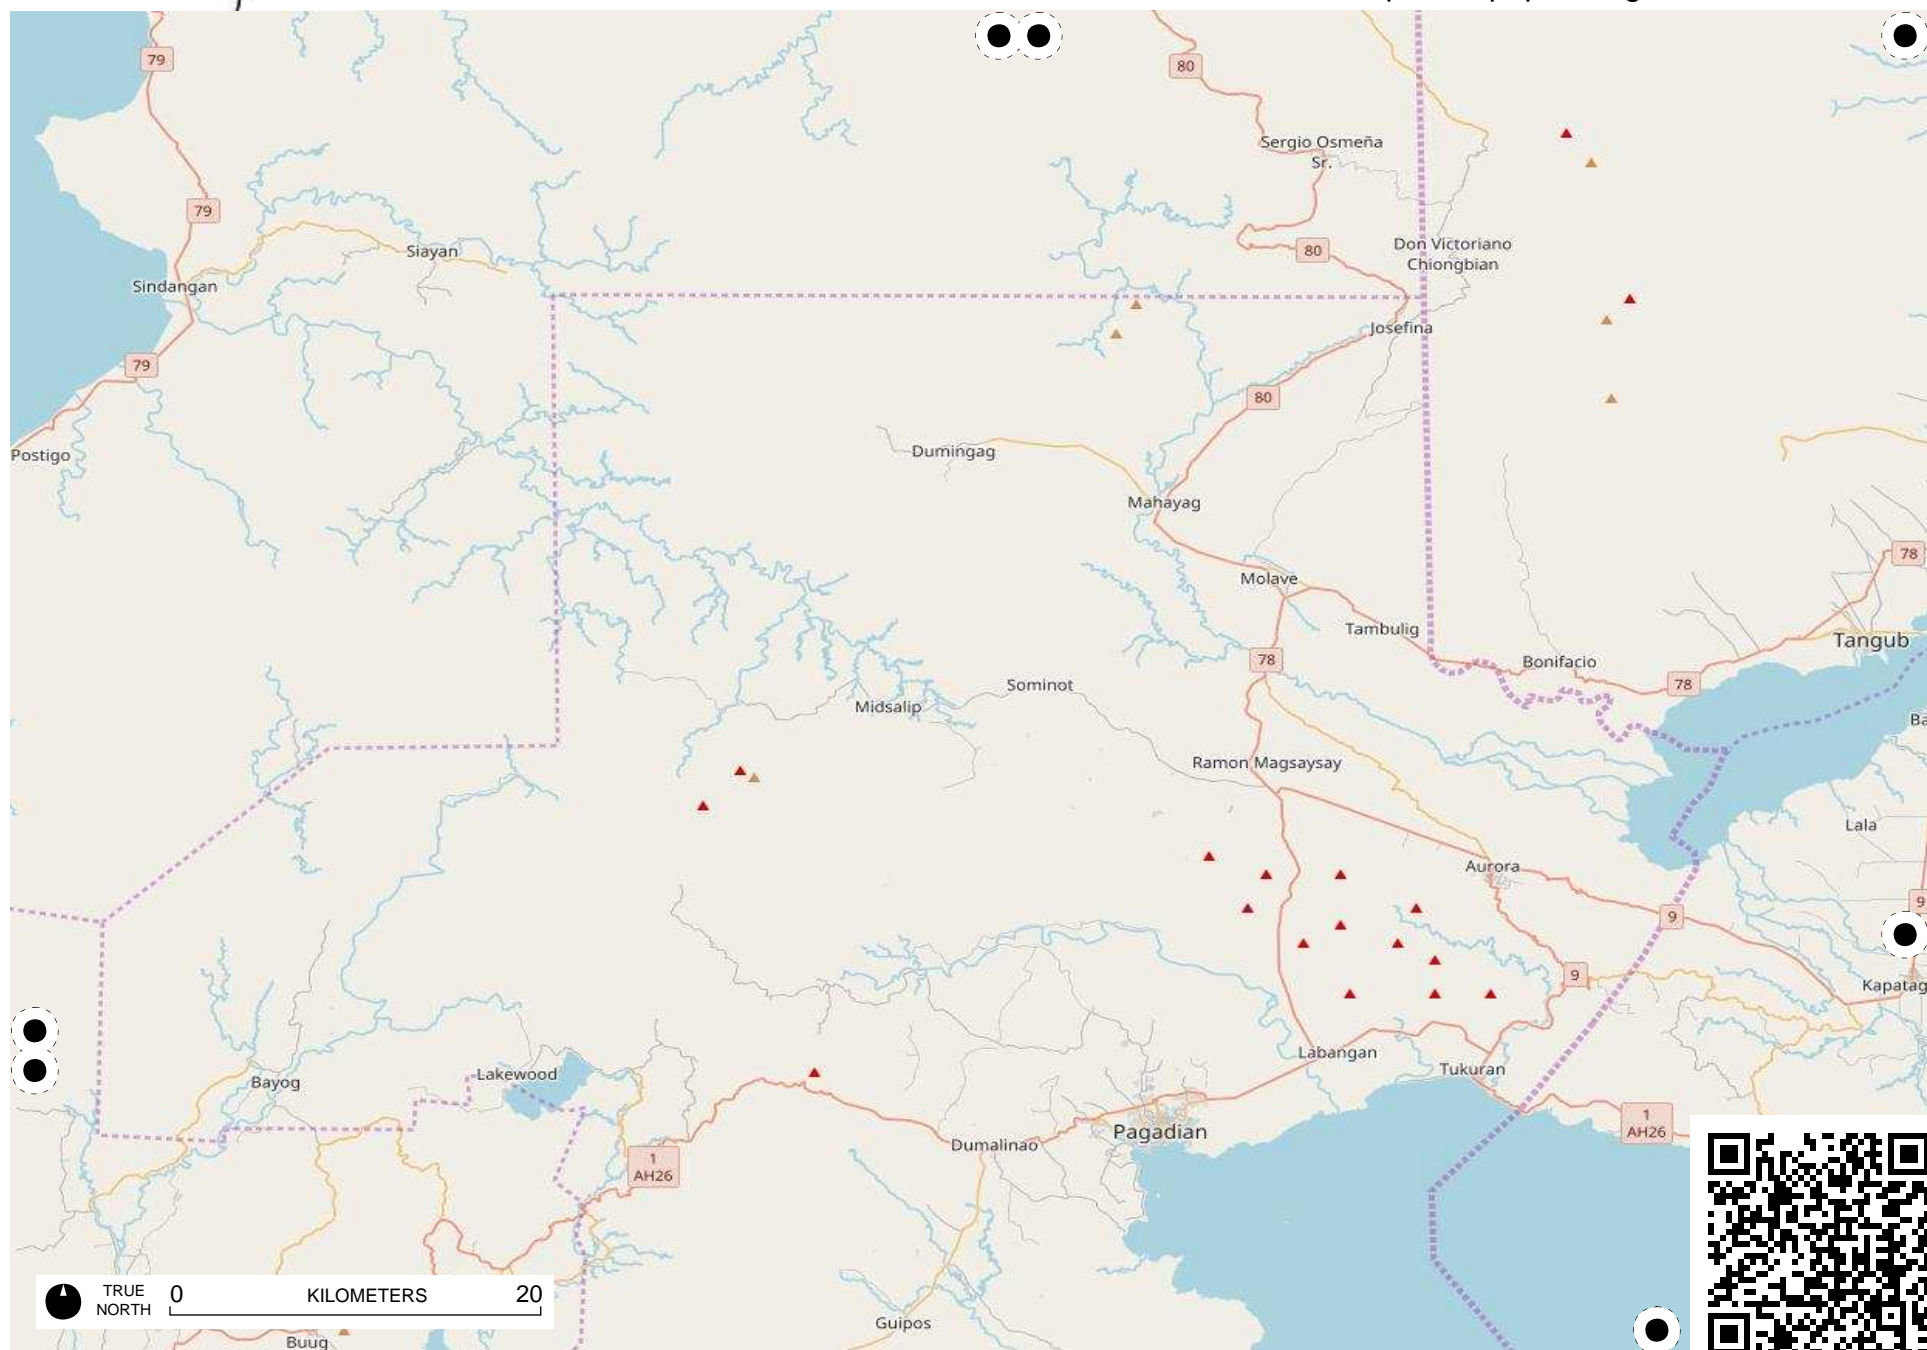 79
80
Sergio Osmeña
Sr.
79
Siayan
80
Don Victoriano
Chiongbian
Sindangan
Josefina
79
80
Postigo
Dumingag
Mahayag
78
Molave
Tambulig
Tangub
78
Bonifacio
78
Sominot
Midsalip
Ba
Ramon Magsaysay
Lala
Aurora
9
9
9
Kapatag
Labangan
Lakewood
Tukuran
Bayog
1
AH26
Pagadian
Dumalinao
1
AH26
TRUE
NORTH
0 KILOMETERS 20
Guipos
Buug